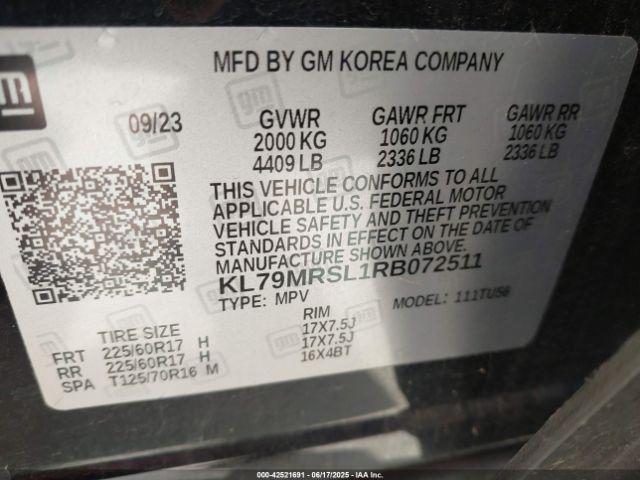 gm
MFD BY GM KOREA COMPANY
09/23 GVWR GAWR FRT GAWR RR
2000 KG 1060 KG 1060 KG
4409 LB 2336 LB 2336 LB
THIS VEHICLE CONFORMS TO ALL
APPLICABLE U.S. FEDERAL MOTOR
VEHICLE SAFETY AND THEFT PREVENTION
STANDARDS IN EFFECT ON THE DATE OF
MANUFACTURE SHOWN ABOVE.
KL79MRSL1RB072511
TYPE: MPV MODEL: 111TU56
TIRE SIZE RIM
FRT 225/60R17 H 17X7.5J
RR 225/60R17 H 17X7.5J
SPA T125/70R16 M 16X4BT
000-42521691 - 06/17/2025 - IAAI, Inc.